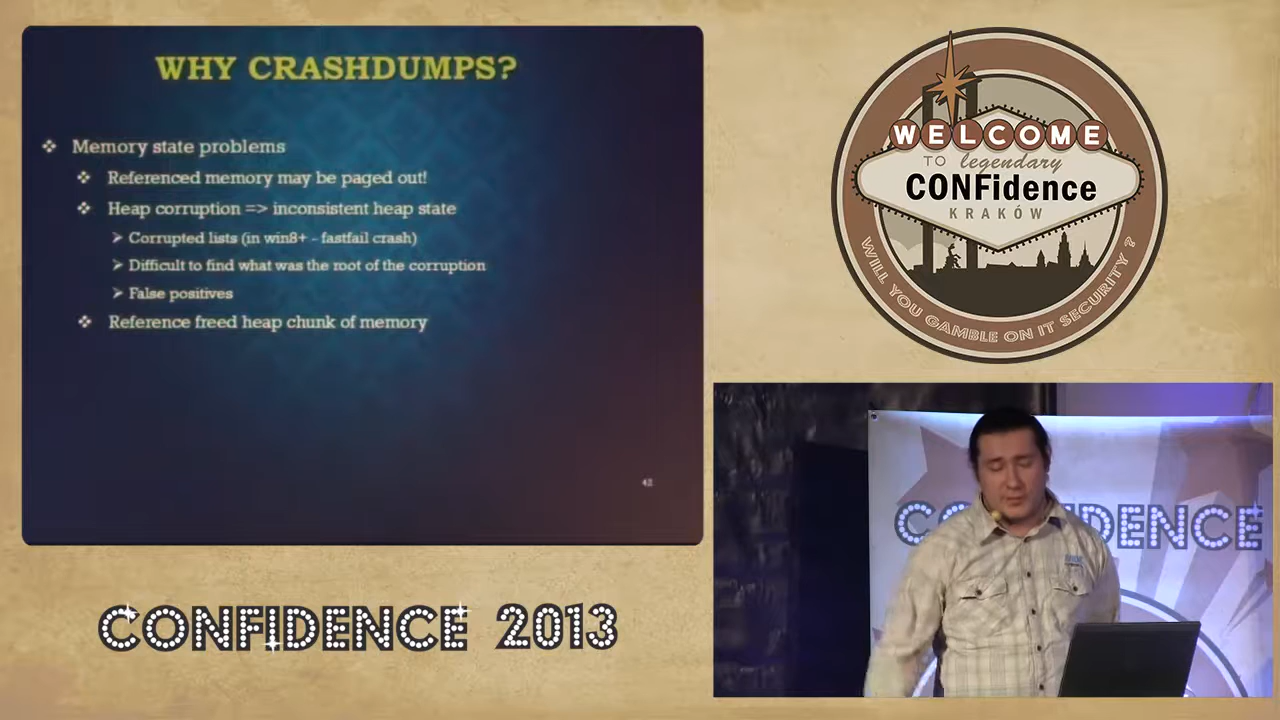 WHY CRASHDUMPS?
Memory state problems
Referenced memory may be paged out!
Heap corruption => inconsistent heap state
Corrupted lists (in win8+ - fastfail crash)
Difficult to find what was the root of the corruption
False positives
Reference freed heap chunk of memory
42
WELCOME
TO legendary
CONFidence
KRAKÓW
WILL YOU GAMBLE ON IT SECURITY ?
CONFIDENCE 2013